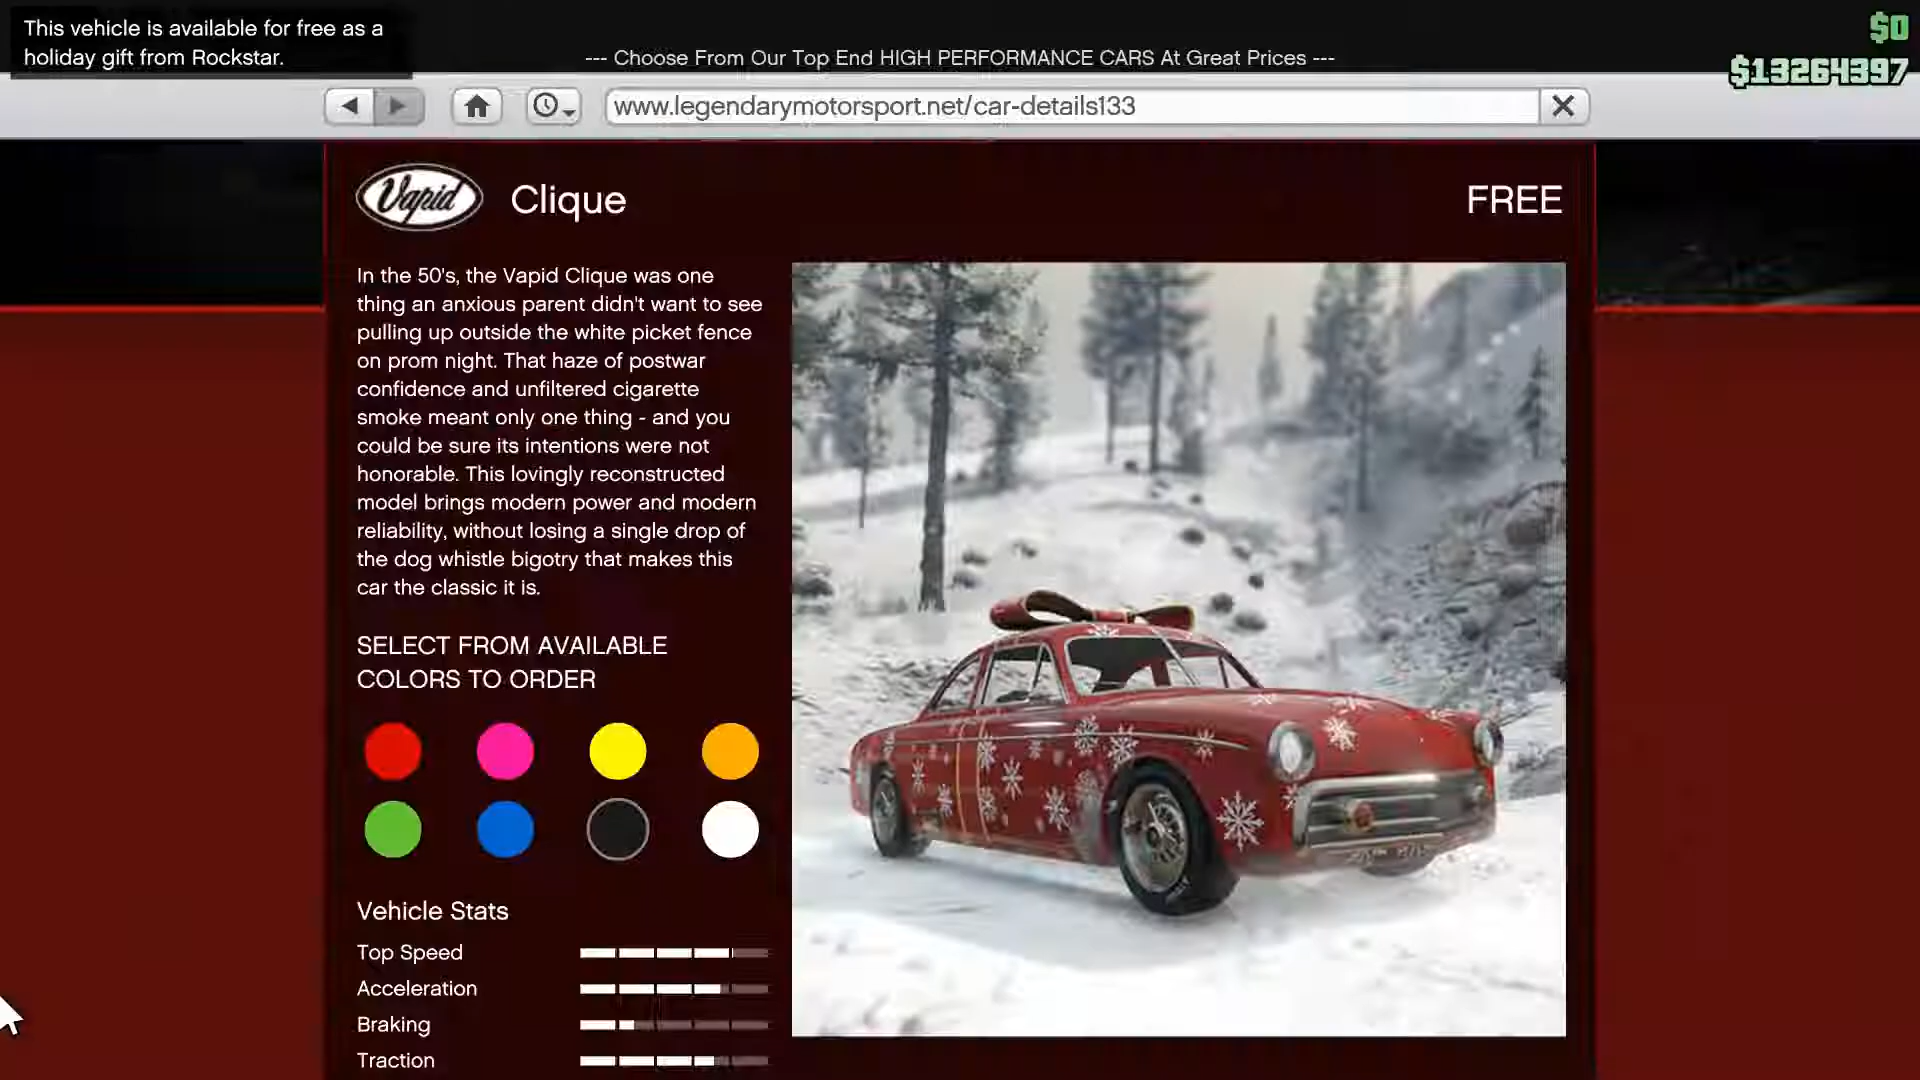 This vehicle is available for free as a
holiday gift from Rockstar.
--- Choose From Our Top End HIGH PERFORMANCE CARS At Great Prices ---
$0
$13264397
www.legendarymotorsport.net/car-details133
Vapid
Clique
FREE
In the 50's, the Vapid Clique was one
thing an anxious parent didn't want to see
pulling up outside the white picket fence
on prom night. That haze of postwar
confidence and unfiltered cigarette
smoke meant only one thing - and you
could be sure its intentions were not
honorable. This lovingly reconstructed
model brings modern power and modern
reliability, without losing a single drop of
the dog whistle bigotry that makes this
car the classic it is.
SELECT FROM AVAILABLE
COLORS TO ORDER
Vehicle Stats
Top Speed
Acceleration
Braking
Traction